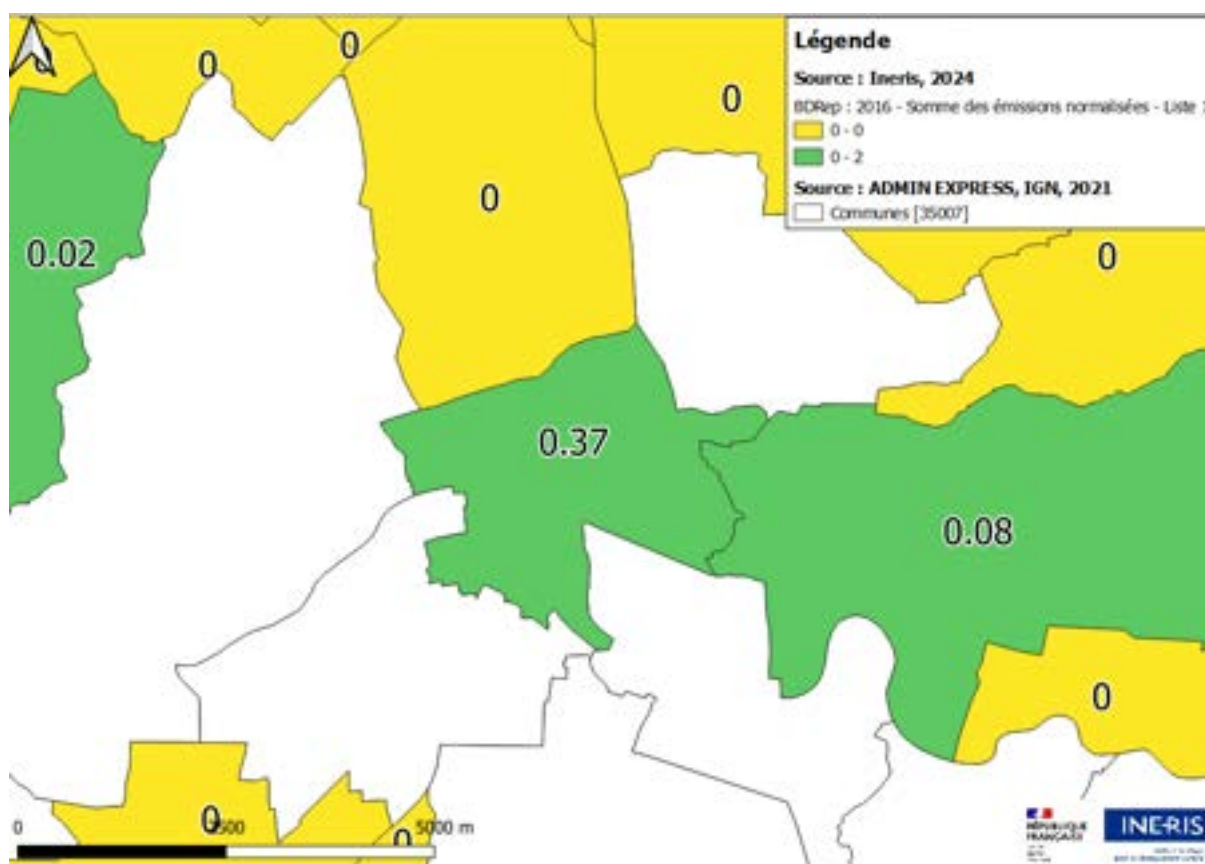 Légende
Source : Ineris, 2024
BDRep : 2016 - Somme des émissions normalisées - Liste 1
0 - 0
0 - 2
Source : ADMIN EXPRESS, IGN, 2021
Communes [35007]
0
0
0
0
0
0.02
0
0.37
0.08
0
0
0
0
2500
5000 m
RÉPUBLIQUE
FRANÇAISE
INERIS